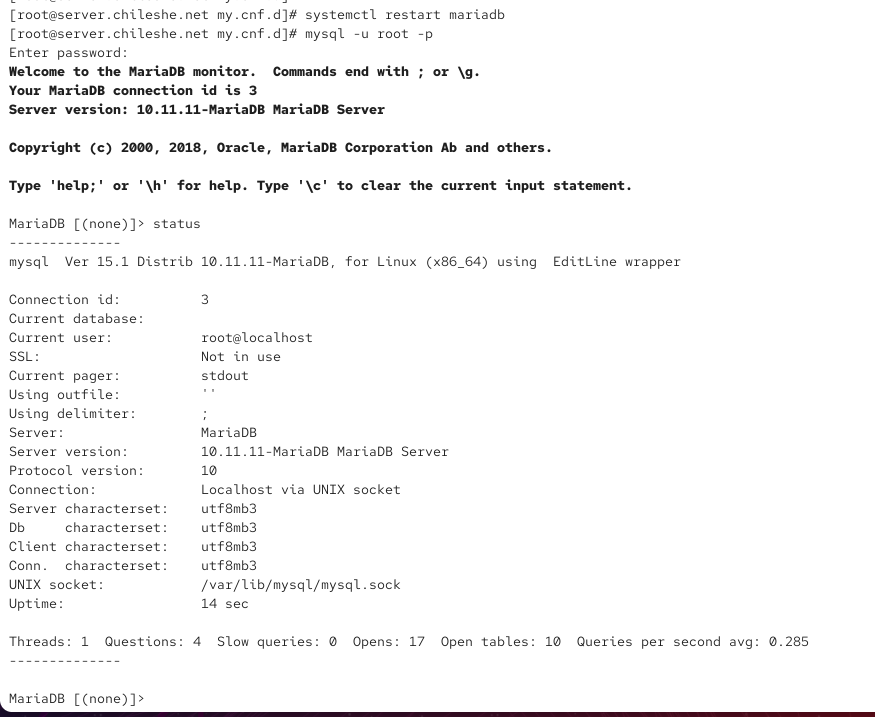 [root@server.chileshe.net my.cnf.d]# systemctl restart mariadb
[root@server.chileshe.net my.cnf.d]# mysql -u root -p
Enter password:
Welcome to the MariaDB monitor.  Commands end with ; or \g.
Your MariaDB connection id is 3
Server version: 10.11.11-MariaDB MariaDB Server

Copyright (c) 2000, 2018, Oracle, MariaDB Corporation Ab and others.

Type 'help;' or '\h' for help. Type '\c' to clear the current input statement.

MariaDB [(none)]> status
--------------
mysql  Ver 15.1 Distrib 10.11.11-MariaDB, for Linux (x86_64) using  EditLine wrapper

Connection id:          3
Current database:
Current user:           root@localhost
SSL:                    Not in use
Current pager:          stdout
Using outfile:          ''
Using delimiter:        ;
Server:                 MariaDB
Server version:         10.11.11-MariaDB MariaDB Server
Protocol version:       10
Connection:             Localhost via UNIX socket
Server characterset:    utf8mb3
Db     characterset:    utf8mb3
Client characterset:    utf8mb3
Conn.  characterset:    utf8mb3
UNIX socket:            /var/lib/mysql/mysql.sock
Uptime:                 14 sec

Threads: 1  Questions: 4  Slow queries: 0  Opens: 17  Open tables: 10  Queries per second avg: 0.285
--------------

MariaDB [(none)]>